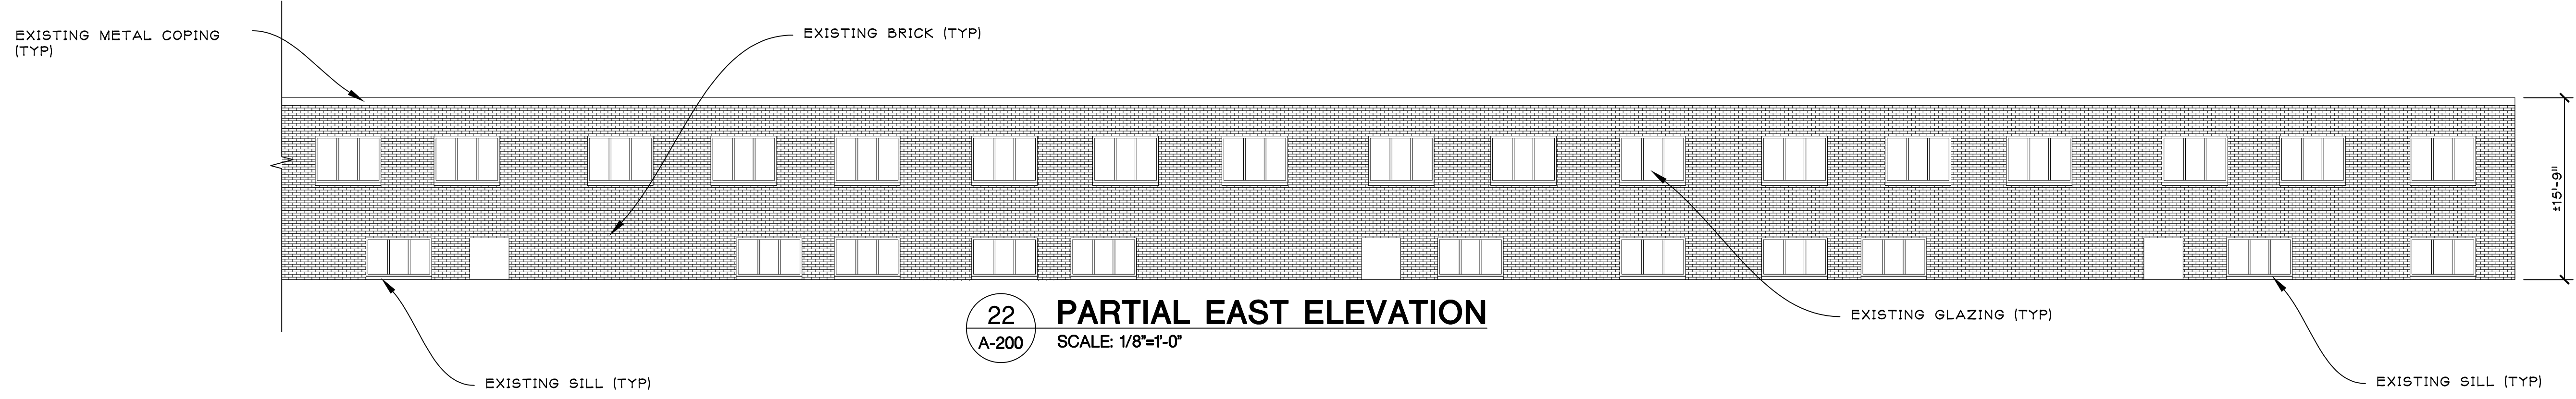 EXISTING METAL COPING
(TYP)
EXISTING BRICK (TYP)
±15'-9"
EXISTING GLAZING (TYP)
22
A-200
PARTIAL EAST ELEVATION
SCALE: 1/8"=1'-0"
EXISTING SILL (TYP)
EXISTING SILL (TYP)